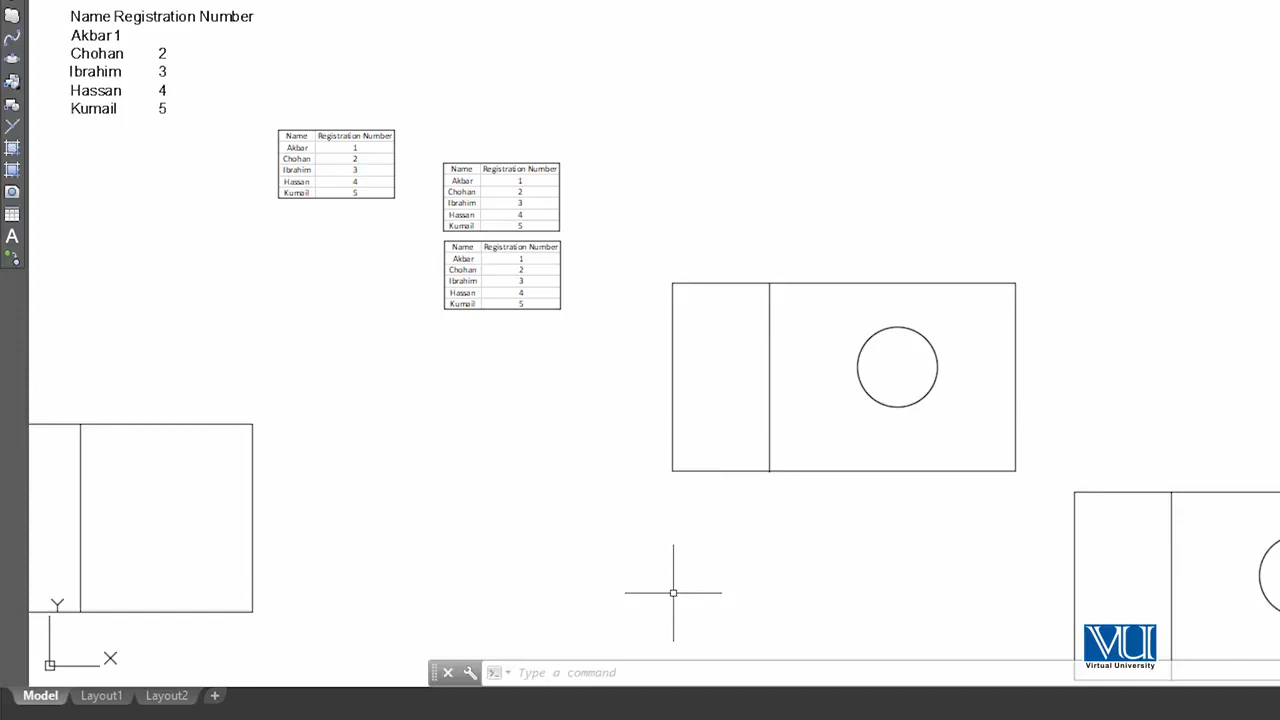 Name Registration Number
Akbar 1
Chohan 2
Ibrahim 3
Hassan 4
Kumail 5
Name Registration Number
Akbar 1
Chohan 2
Ibrahim 3
Hassan 4
Kumail 5
Name Registration Number
Akbar 1
Chohan 2
Ibrahim 3
Hassan 4
Kumail 5
Name Registration Number
Akbar 1
Chohan 2
Ibrahim 3
Hassan 4
Kumail 5
A
Y
X
VU
Virtual University
Type a command
Model Layout1 Layout2 +